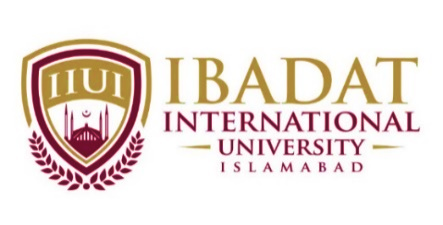 IIUI
IBADAT
INTERNATIONAL
UNIVERSITY
ISLAMABAD